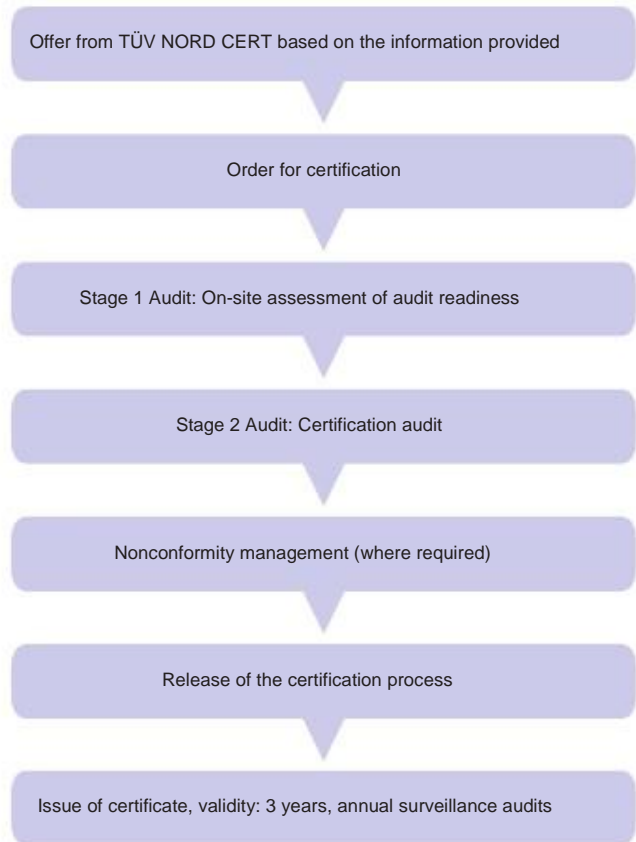 Offer from TÜV NORD CERT based on the information provided
Order for certification
Stage 1 Audit: On-site assessment of audit readiness
Stage 2 Audit: Certification audit
Nonconformity management (where required)
Release of the certification process
Issue of certificate, validity: 3 years, annual surveillance audits